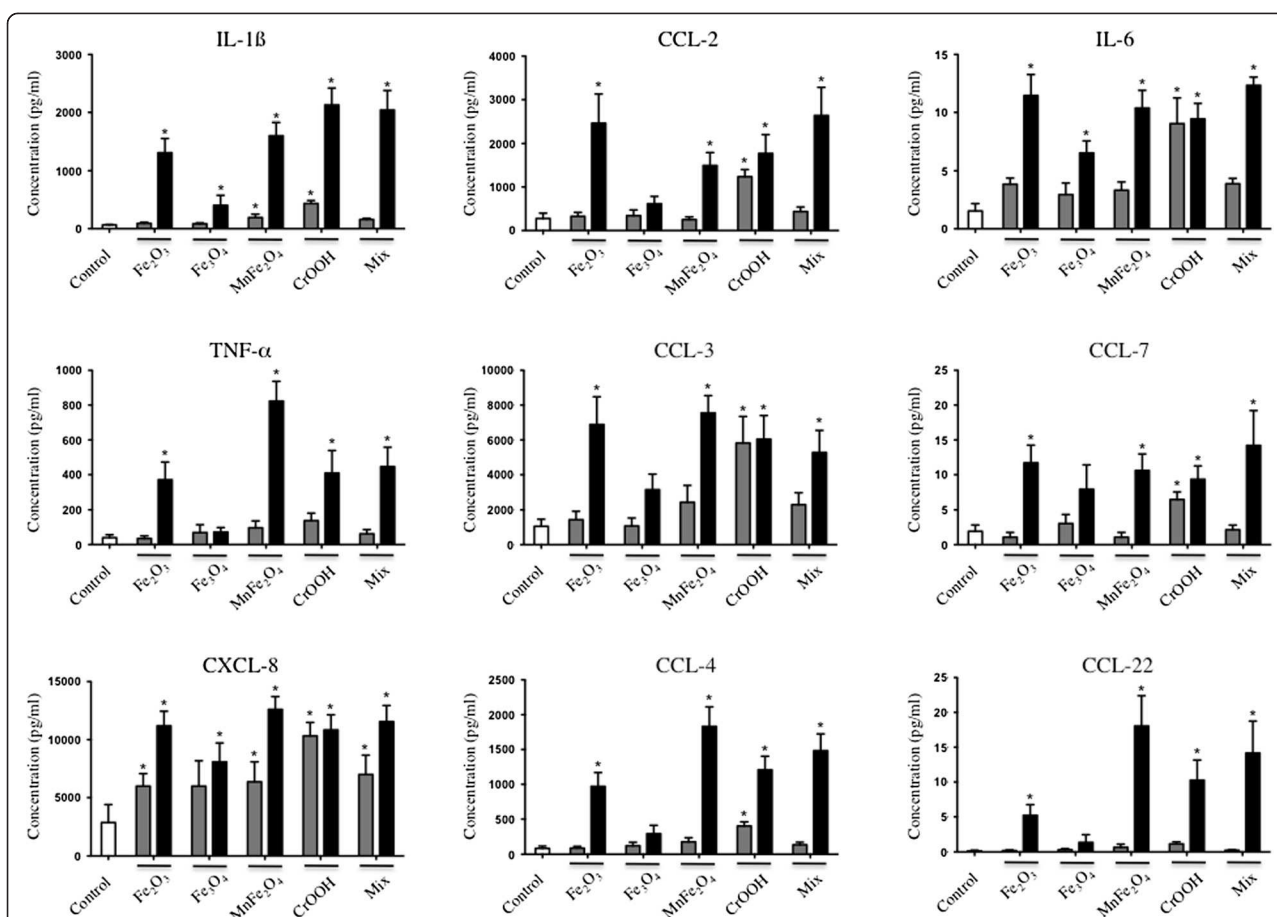 IL-1ß
Concentration (pg/ml)
3000
2000
1000
0
Control
Fe₂O₃
Fe₃O₄
MnFe₂O₄
CrOOH
Mix
* * * * * * *
CCL-2
Concentration (pg/ml)
4000
3000
2000
1000
0
Control
Fe₂O₃
Fe₃O₄
MnFe₂O₄
CrOOH
Mix
* * * * *
IL-6
Concentration (pg/ml)
15
10
5
0
Control
Fe₂O₃
Fe₃O₄
MnFe₂O₄
CrOOH
Mix
* * * * * *
TNF-α
Concentration (pg/ml)
1000
800
600
400
200
0
Control
Fe₂O₃
Fe₃O₄
MnFe₂O₄
CrOOH
Mix
* * * *
CCL-3
Concentration (pg/ml)
10000
8000
6000
4000
2000
0
Control
Fe₂O₃
Fe₃O₄
MnFe₂O₄
CrOOH
Mix
* * * * *
CCL-7
Concentration (pg/ml)
25
20
15
10
5
0
Control
Fe₂O₃
Fe₃O₄
MnFe₂O₄
CrOOH
Mix
* * * * *
CXCL-8
Concentration (pg/ml)
15000
10000
5000
0
Control
Fe₂O₃
Fe₃O₄
MnFe₂O₄
CrOOH
Mix
* * * * * * * * *
CCL-4
Concentration (pg/ml)
2500
2000
1500
1000
500
0
Control
Fe₂O₃
Fe₃O₄
MnFe₂O₄
CrOOH
Mix
* * * * *
CCL-22
Concentration (pg/ml)
25
20
15
10
5
0
Control
Fe₂O₃
Fe₃O₄
MnFe₂O₄
CrOOH
Mix
* * * *